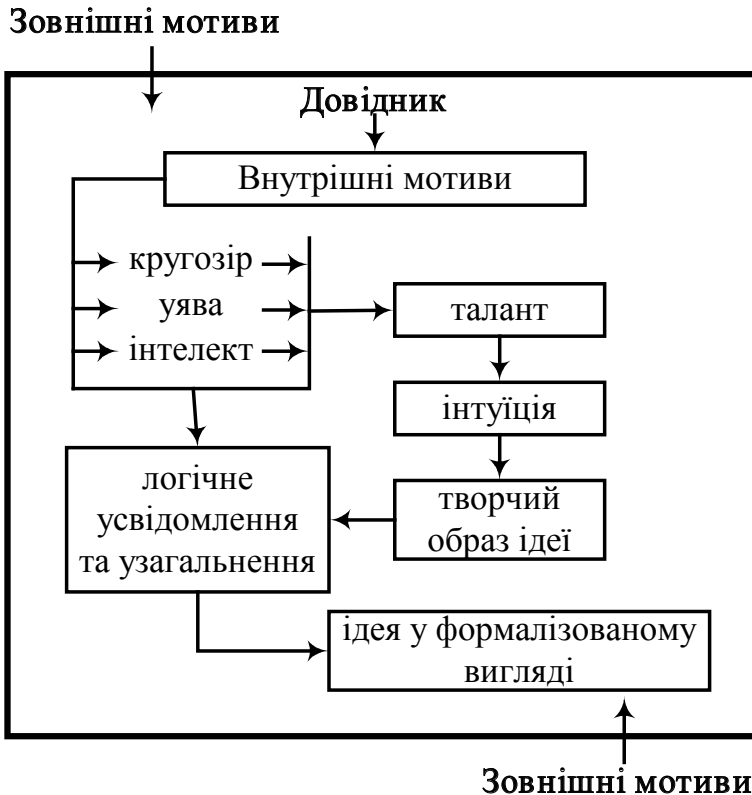 Зовнішні мотиви
Довідник
Внутрішні мотиви
кругозір
уява
інтелект
талант
інтуїція
творчий
образ ідеї
логічне
усвідомлення
та узагальнення
ідея у формалізованому
вигляді
Зовнішні мотиви